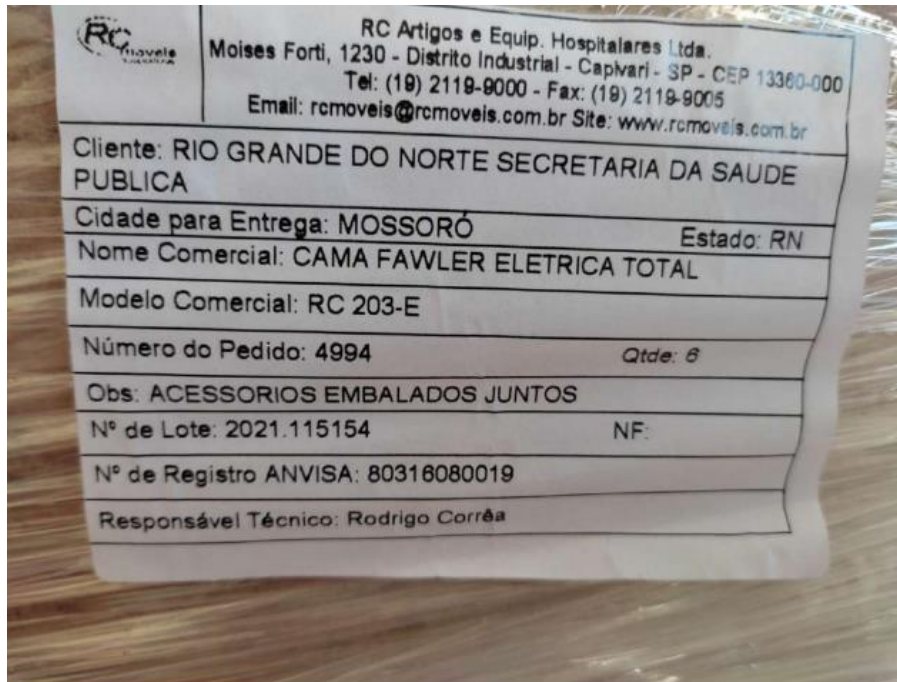 RC
moveis
RC Artigos e Equip. Hospitalares Ltda.
Moises Forti, 1230 - Distrito Industrial - Capivari - SP - CEP 13360-000
Tel: (19) 2119-9000 - Fax: (19) 2119-9005
Email: rcmoveis@rcmoveis.com.br Site: www.rcmoveis.com.br
Cliente: RIO GRANDE DO NORTE SECRETARIA DA SAUDE
PUBLICA
Cidade para Entrega: MOSSORÓ Estado: RN
Nome Comercial: CAMA FAWLER ELETRICA TOTAL
Modelo Comercial: RC 203-E
Número do Pedido: 4994 Qtde: 6
Obs: ACESSORIOS EMBALADOS JUNTOS
Nº de Lote: 2021.115154 NF:
Nº de Registro ANVISA: 80316080019
Responsável Técnico: Rodrigo Corrêa